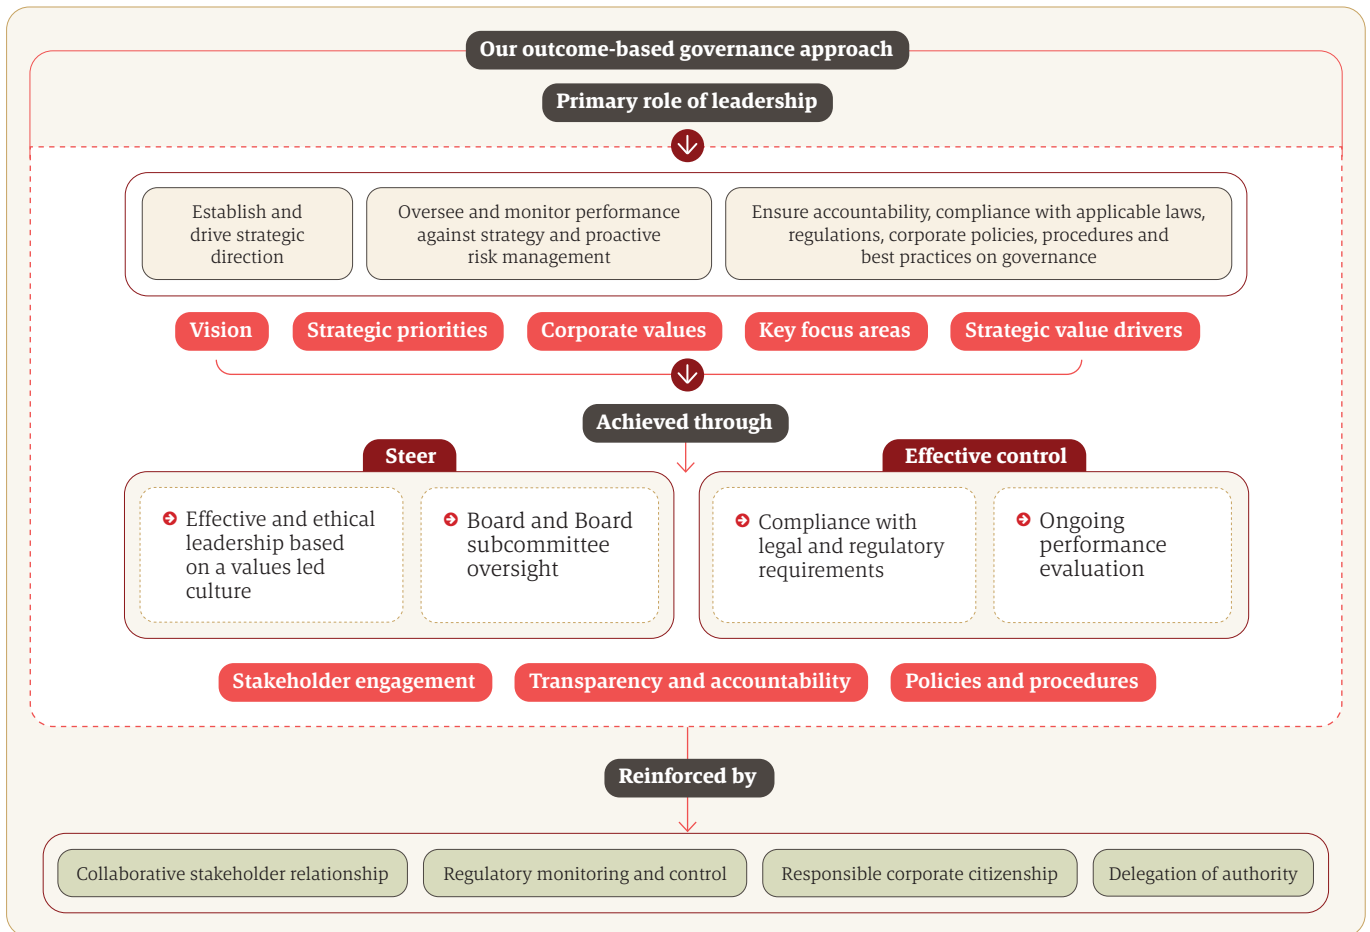 Our outcome-based governance approach
Primary role of leadership
Establish and
drive strategic
direction
Oversee and monitor performance
against strategy and proactive
risk management
Ensure accountability, compliance with applicable laws,
regulations, corporate policies, procedures and
best practices on governance
Vision
Strategic priorities
Corporate values
Key focus areas
Strategic value drivers
Achieved through
Steer
Effective and ethical
leadership based
on a values led
culture
Board and Board
subcommittee
oversight
Effective control
Compliance with
legal and regulatory
requirements
Ongoing
performance
evaluation
Stakeholder engagement
Transparency and accountability
Policies and procedures
Reinforced by
Collaborative stakeholder relationship
Regulatory monitoring and control
Responsible corporate citizenship
Delegation of authority